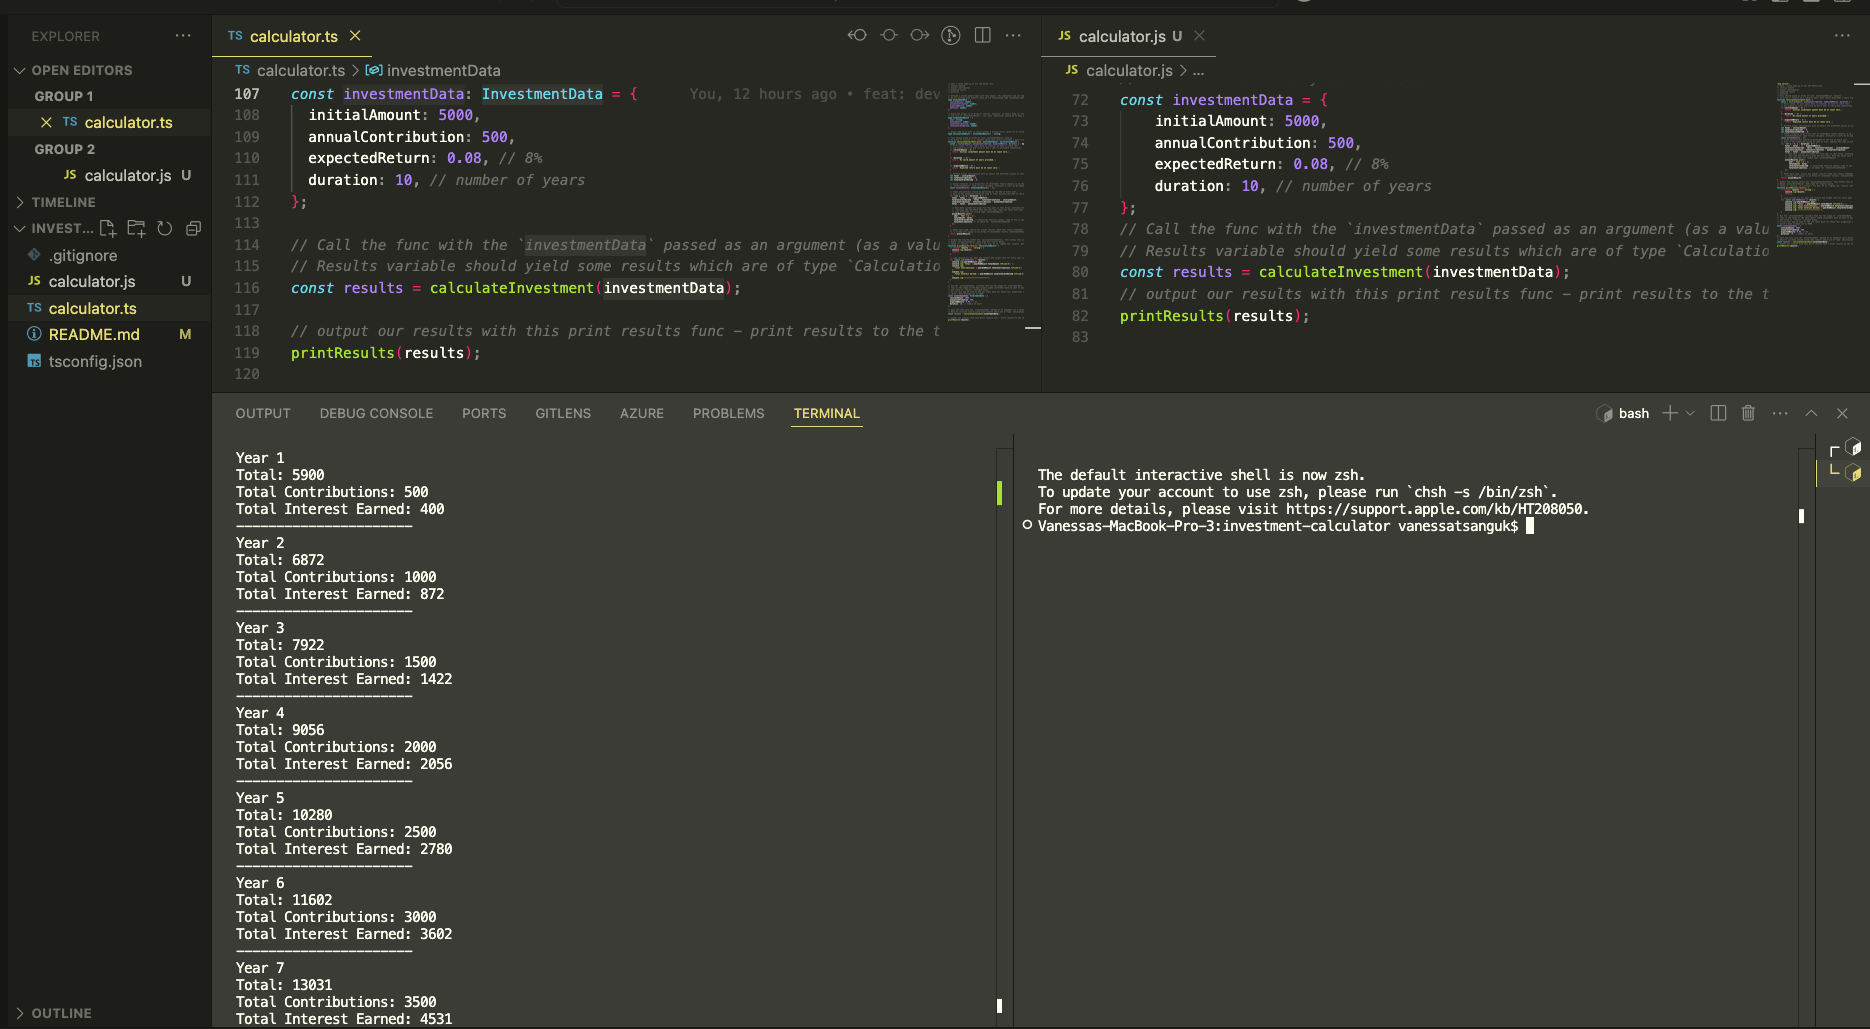 EXPLORER
OPEN EDITORS
GROUP 1
TS calculator.ts
GROUP 2
JS calculator.js U
TIMELINE
INVEST...
.gitignore
JS calculator.js U
TS calculator.ts
README.md M
TS tsconfig.json
OUTLINE
TS calculator.ts
TS calculator.ts > investmentData
107 const investmentData: InvestmentData = { You, 12 hours ago • feat: dev
108 initialAmount: 5000,
109 annualContribution: 500,
110 expectedReturn: 0.08, // 8%
111 duration: 10, // number of years
112 };
113
114 // Call the func with the `investmentData` passed as an argument (as a valu
115 // Results variable should yield some results which are of type `Calculatio
116 const results = calculateInvestment(investmentData);
117
118 // output our results with this print results func – print results to the t
119 printResults(results);
120
JS calculator.js U
JS calculator.js > ...
72 const investmentData = {
73 initialAmount: 5000,
74 annualContribution: 500,
75 expectedReturn: 0.08, // 8%
76 duration: 10, // number of years
77 };
78 // Call the func with the `investmentData` passed as an argument (as a valu
79 // Results variable should yield some results which are of type `Calculatio
80 const results = calculateInvestment(investmentData);
81 // output our results with this print results func – print results to the t
82 printResults(results);
83
OUTPUT DEBUG CONSOLE PORTS GITLENS AZURE PROBLEMS TERMINAL
bash
Year 1
Total: 5900
Total Contributions: 500
Total Interest Earned: 400
----------------------
Year 2
Total: 6872
Total Contributions: 1000
Total Interest Earned: 872
----------------------
Year 3
Total: 7922
Total Contributions: 1500
Total Interest Earned: 1422
----------------------
Year 4
Total: 9056
Total Contributions: 2000
Total Interest Earned: 2056
----------------------
Year 5
Total: 10280
Total Contributions: 2500
Total Interest Earned: 2780
----------------------
Year 6
Total: 11602
Total Contributions: 3000
Total Interest Earned: 3602
----------------------
Year 7
Total: 13031
Total Contributions: 3500
Total Interest Earned: 4531
The default interactive shell is now zsh.
To update your account to use zsh, please run `chsh -s /bin/zsh`.
For more details, please visit https://support.apple.com/kb/HT208050.
Vanessas-MacBook-Pro-3:investment-calculator vanessatsanguk$